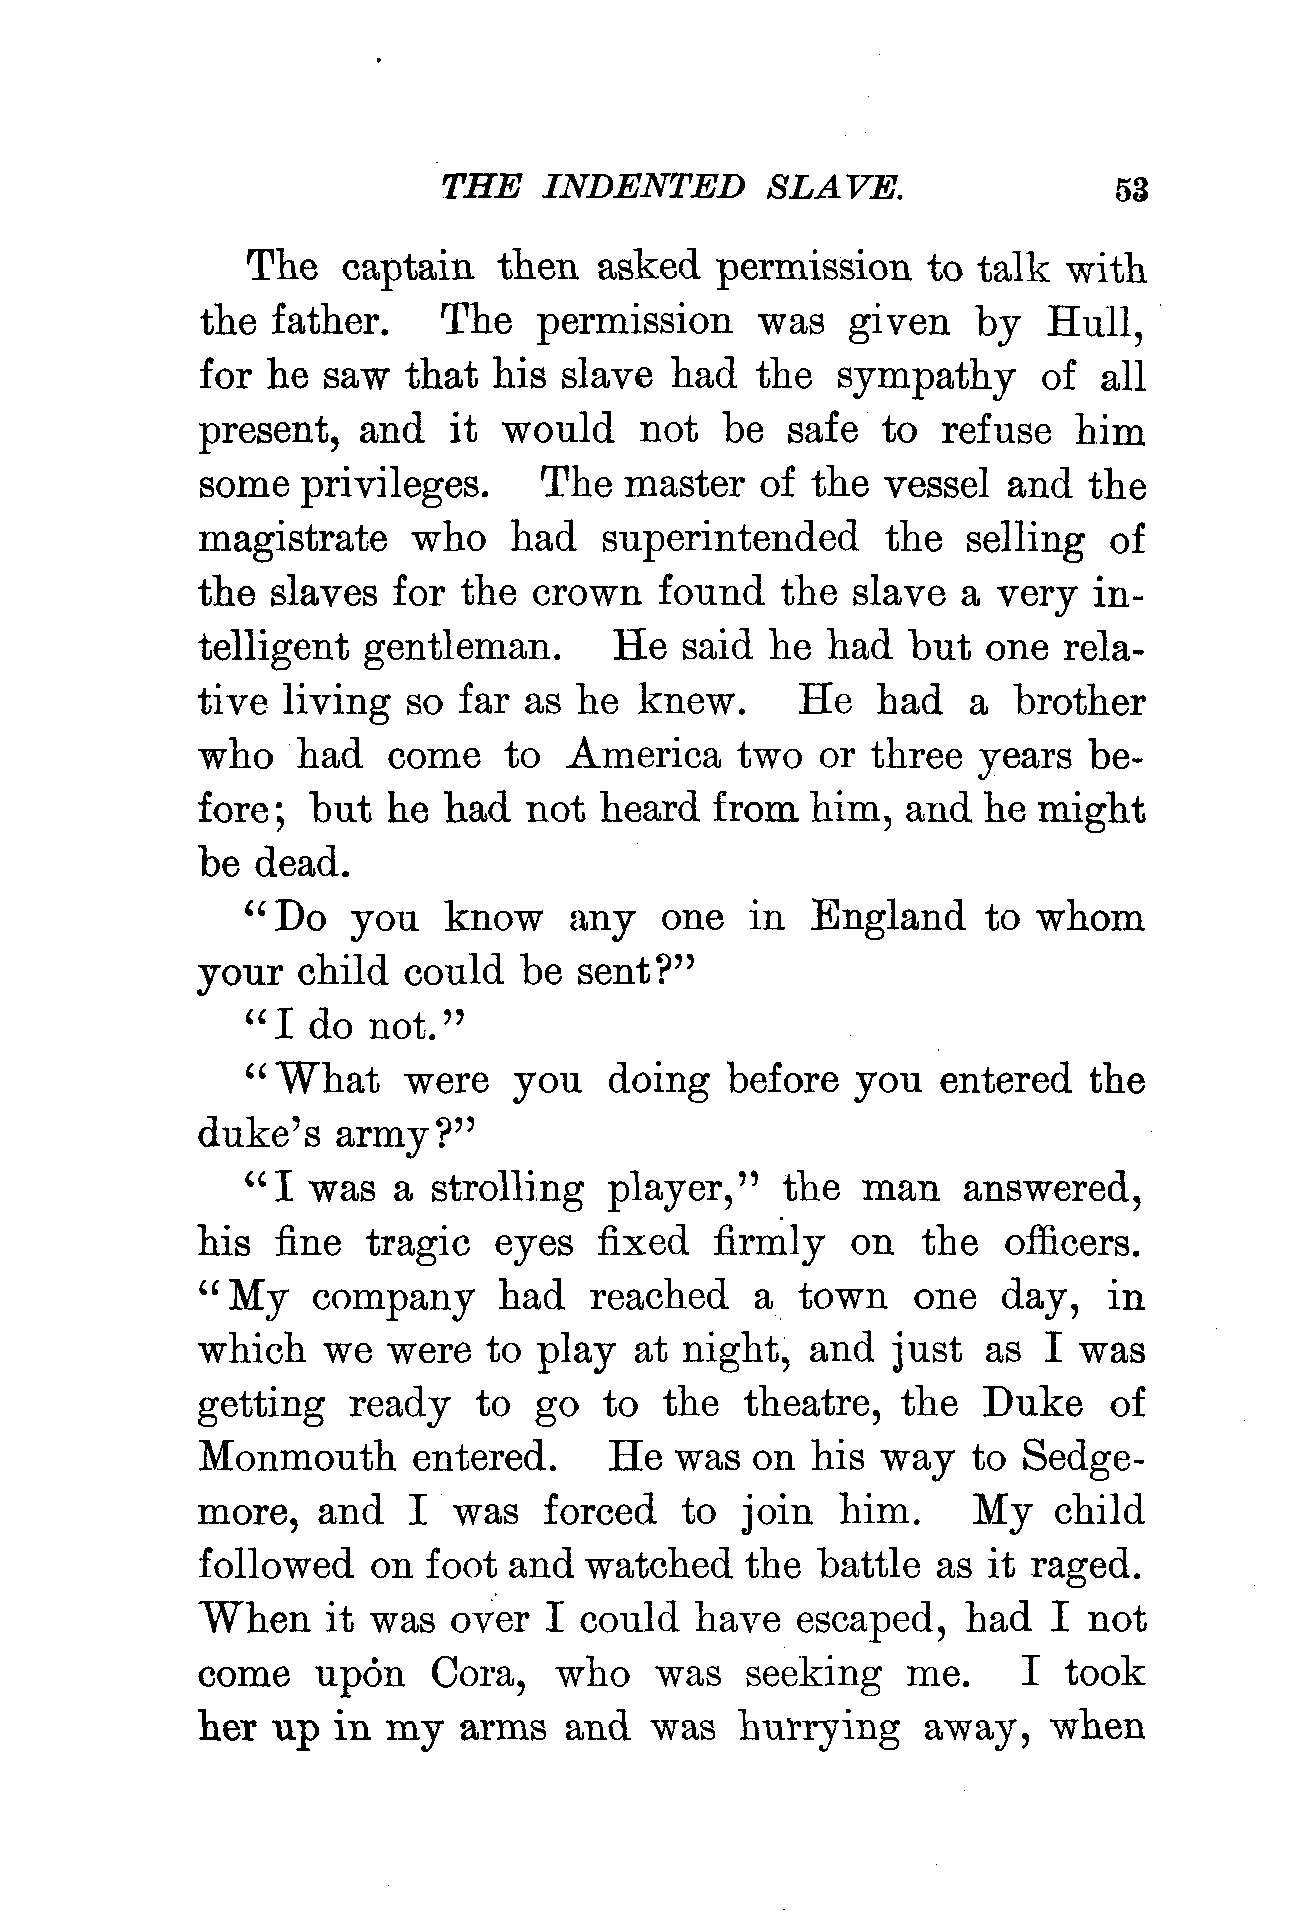 THE INDENTED SLAVE. 53
The captain then asked permission to talk with
the father. The permission was given by Hull,
for he saw that his slave had the sympathy of all
present, and it would not be safe to refuse him
some privileges. The master of the vessel and the
magistrate who had superintended the selling of
the slaves for the crown found the slave a very in-
telligent gentleman. He said he had but one rela-
tive living so far as he knew. He had a brother
who had come to America two or three years be-
fore; but he had not heard from him, and he might
be dead.
"Do you know any one in England to whom
your child could be sent?"
"I do not."
"What were you doing before you entered the
duke's army?"
"I was a strolling player," the man answered,
his fine tragic eyes fixed firmly on the officers.
"My company had reached a town one day, in
which we were to play at night, and just as I was
getting ready to go to the theatre, the Duke of
Monmouth entered. He was on his way to Sedge-
more, and I was forced to join him. My child
followed on foot and watched the battle as it raged.
When it was over I could have escaped, had I not
come upon Cora, who was seeking me. I took
her up in my arms and was hurrying away, when